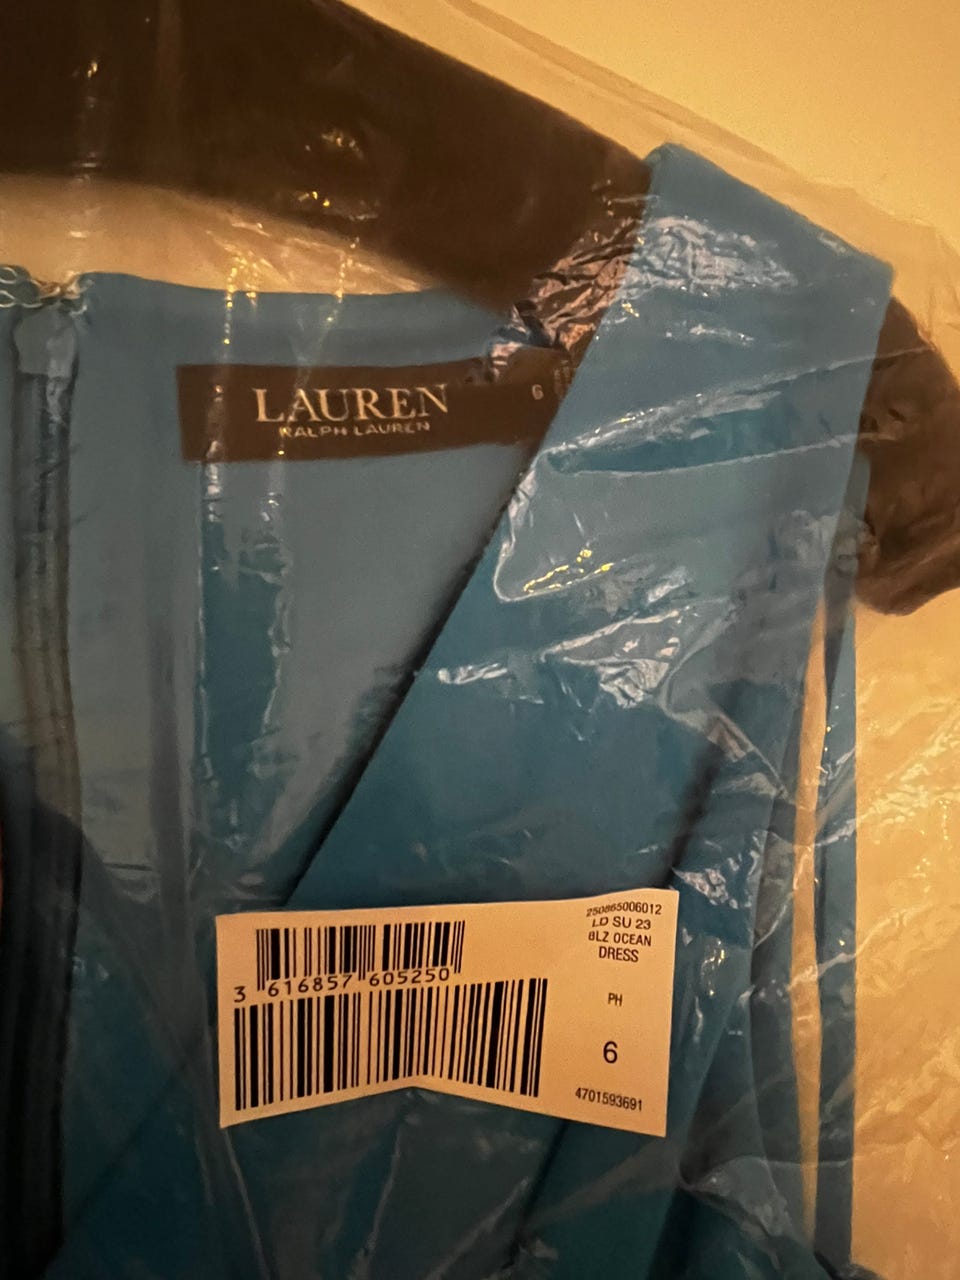 LAUREN
RALPH LAUREN
6
3 616857 605250
250865006012
LD SU 23
BLZ OCEAN
DRESS
PH
6
4701593691